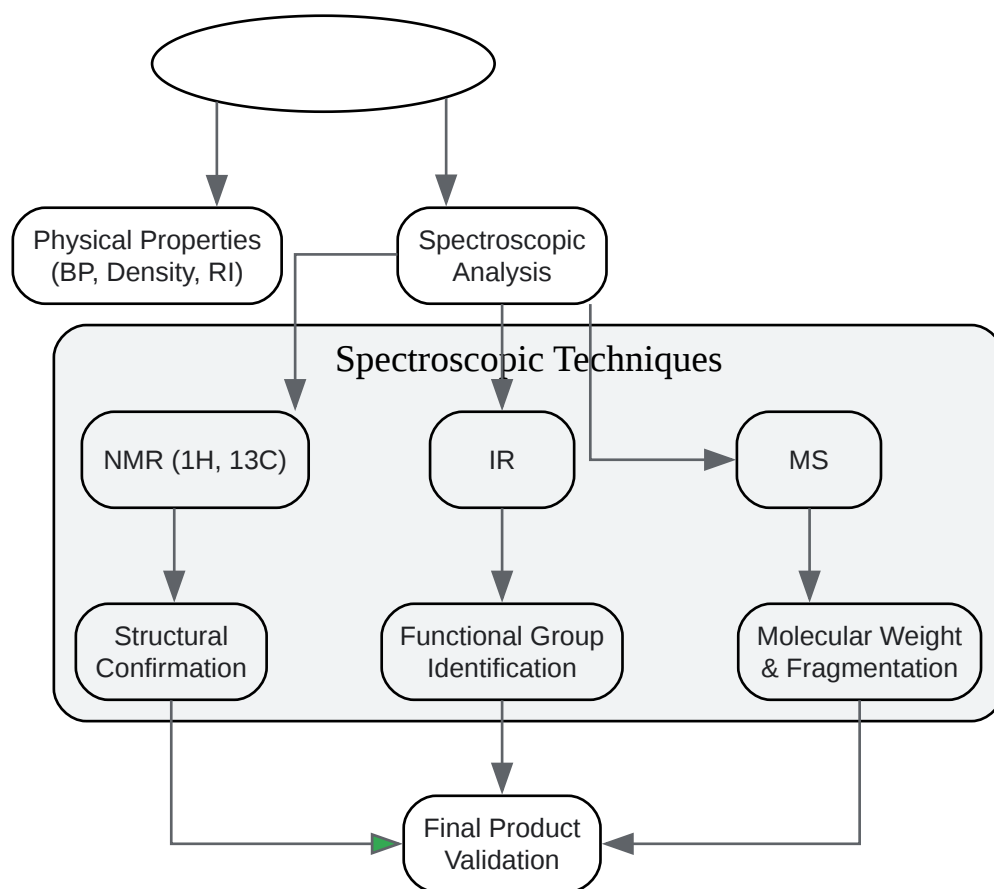 Physical Properties
(BP, Density, RI)
Spectroscopic
Analysis
Spectroscopic Techniques
NMR (1H, 13C)
IR
MS
Structural
Confirmation
Functional Group
Identification
Molecular Weight
& Fragmentation
Final Product
Validation